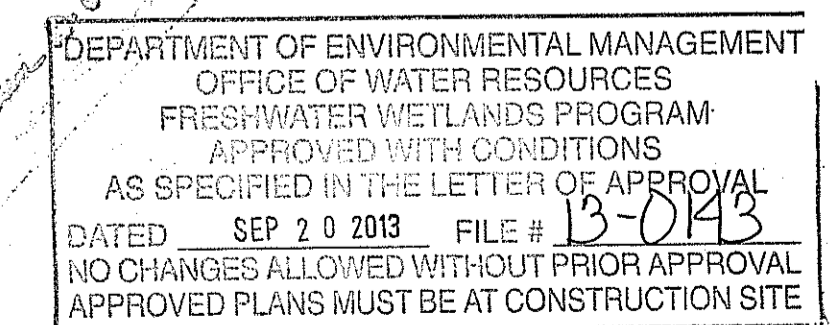 DEPARTMENT OF ENVIRONMENTAL MANAGEMENT
OFFICE OF WATER RESOURCES
FRESHWATER WETLANDS PROGRAM
APPROVED WITH CONDITIONS
AS SPECIFIED IN THE LETTER OF APPROVAL
DATED SEP 20 2013 FILE # 13-0143
NO CHANGES ALLOWED WITHOUT PRIOR APPROVAL
APPROVED PLANS MUST BE AT CONSTRUCTION SITE